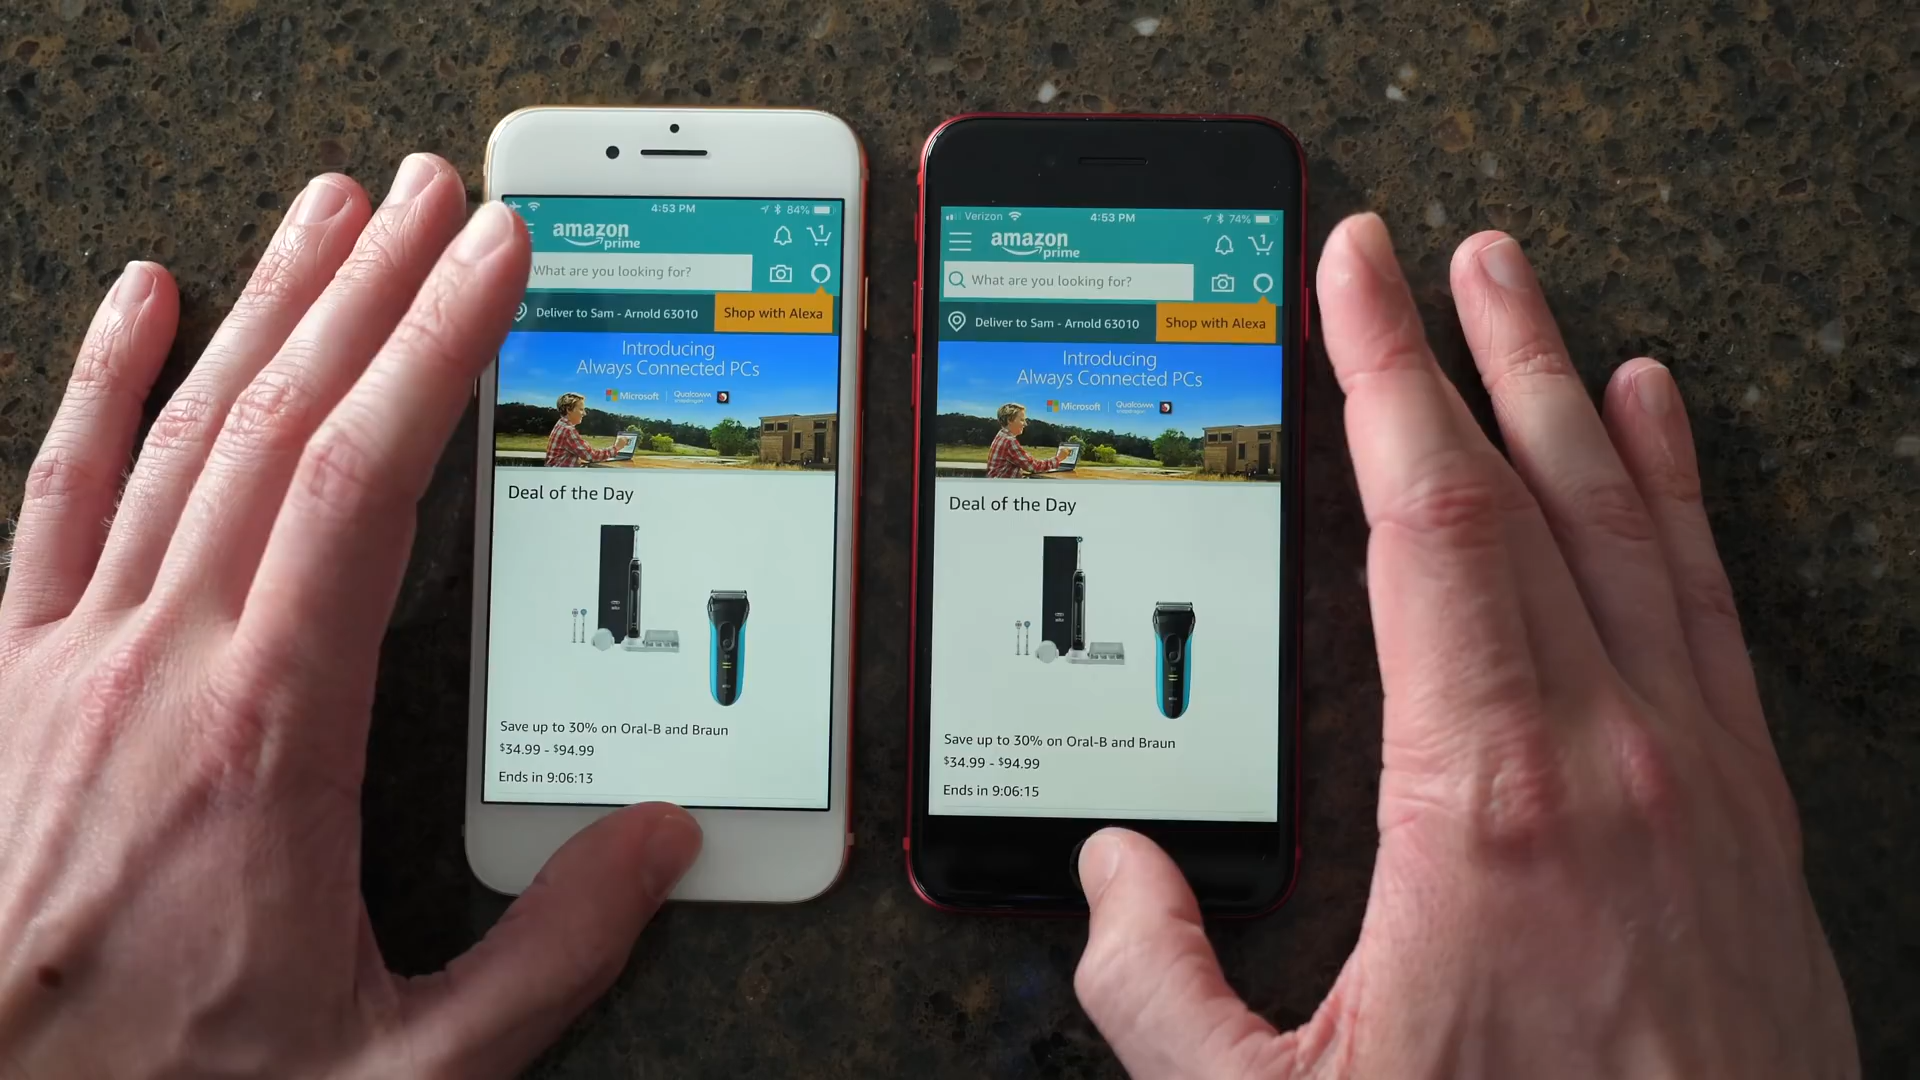 4:53 PM
84%
amazon
prime
What are you looking for?
Deliver to Sam - Arnold 63010
Shop with Alexa
Introducing
Always Connected PCs
Microsoft
Qualcomm
snapdragon
Deal of the Day
Save up to 30% on Oral-B and Braun
$34.99 - $94.99
Ends in 9:06:13
Verizon
4:53 PM
74%
amazon
prime
What are you looking for?
Deliver to Sam - Arnold 63010
Shop with Alexa
Introducing
Always Connected PCs
Microsoft
Qualcomm
snapdragon
Deal of the Day
Save up to 30% on Oral-B and Braun
$34.99 - $94.99
Ends in 9:06:15